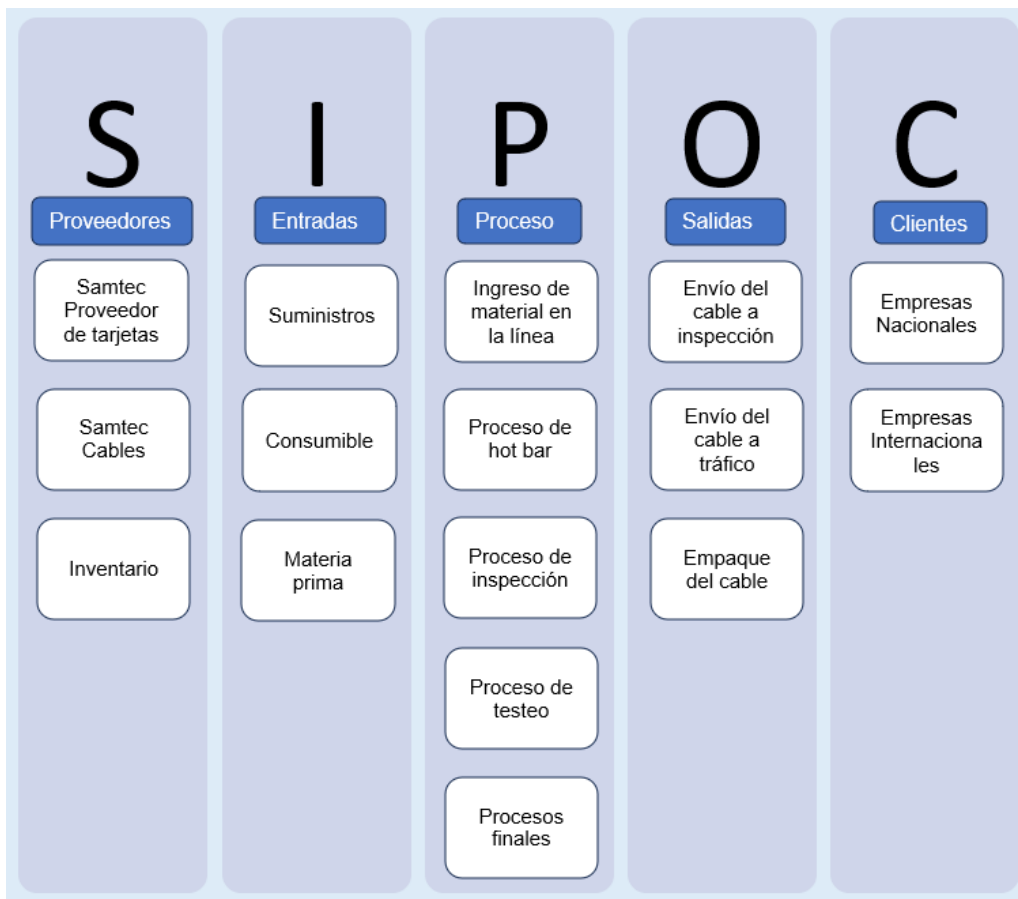 S
Proveedores
Samtec
Proveedor
de tarjetas
Samtec
Cables
Inventario
I
Entradas
Suministros
Consumible
Materia
prima
P
Proceso
Ingreso de
material en
la línea
Proceso de
hot bar
Proceso de
inspección
Proceso de
testeo
Procesos
finales
O
Salidas
Envío del
cable a
inspección
Envío del
cable a
tráfico
Empaque
del cable
C
Clientes
Empresas
Nacionales
Empresas
Internaciona
les